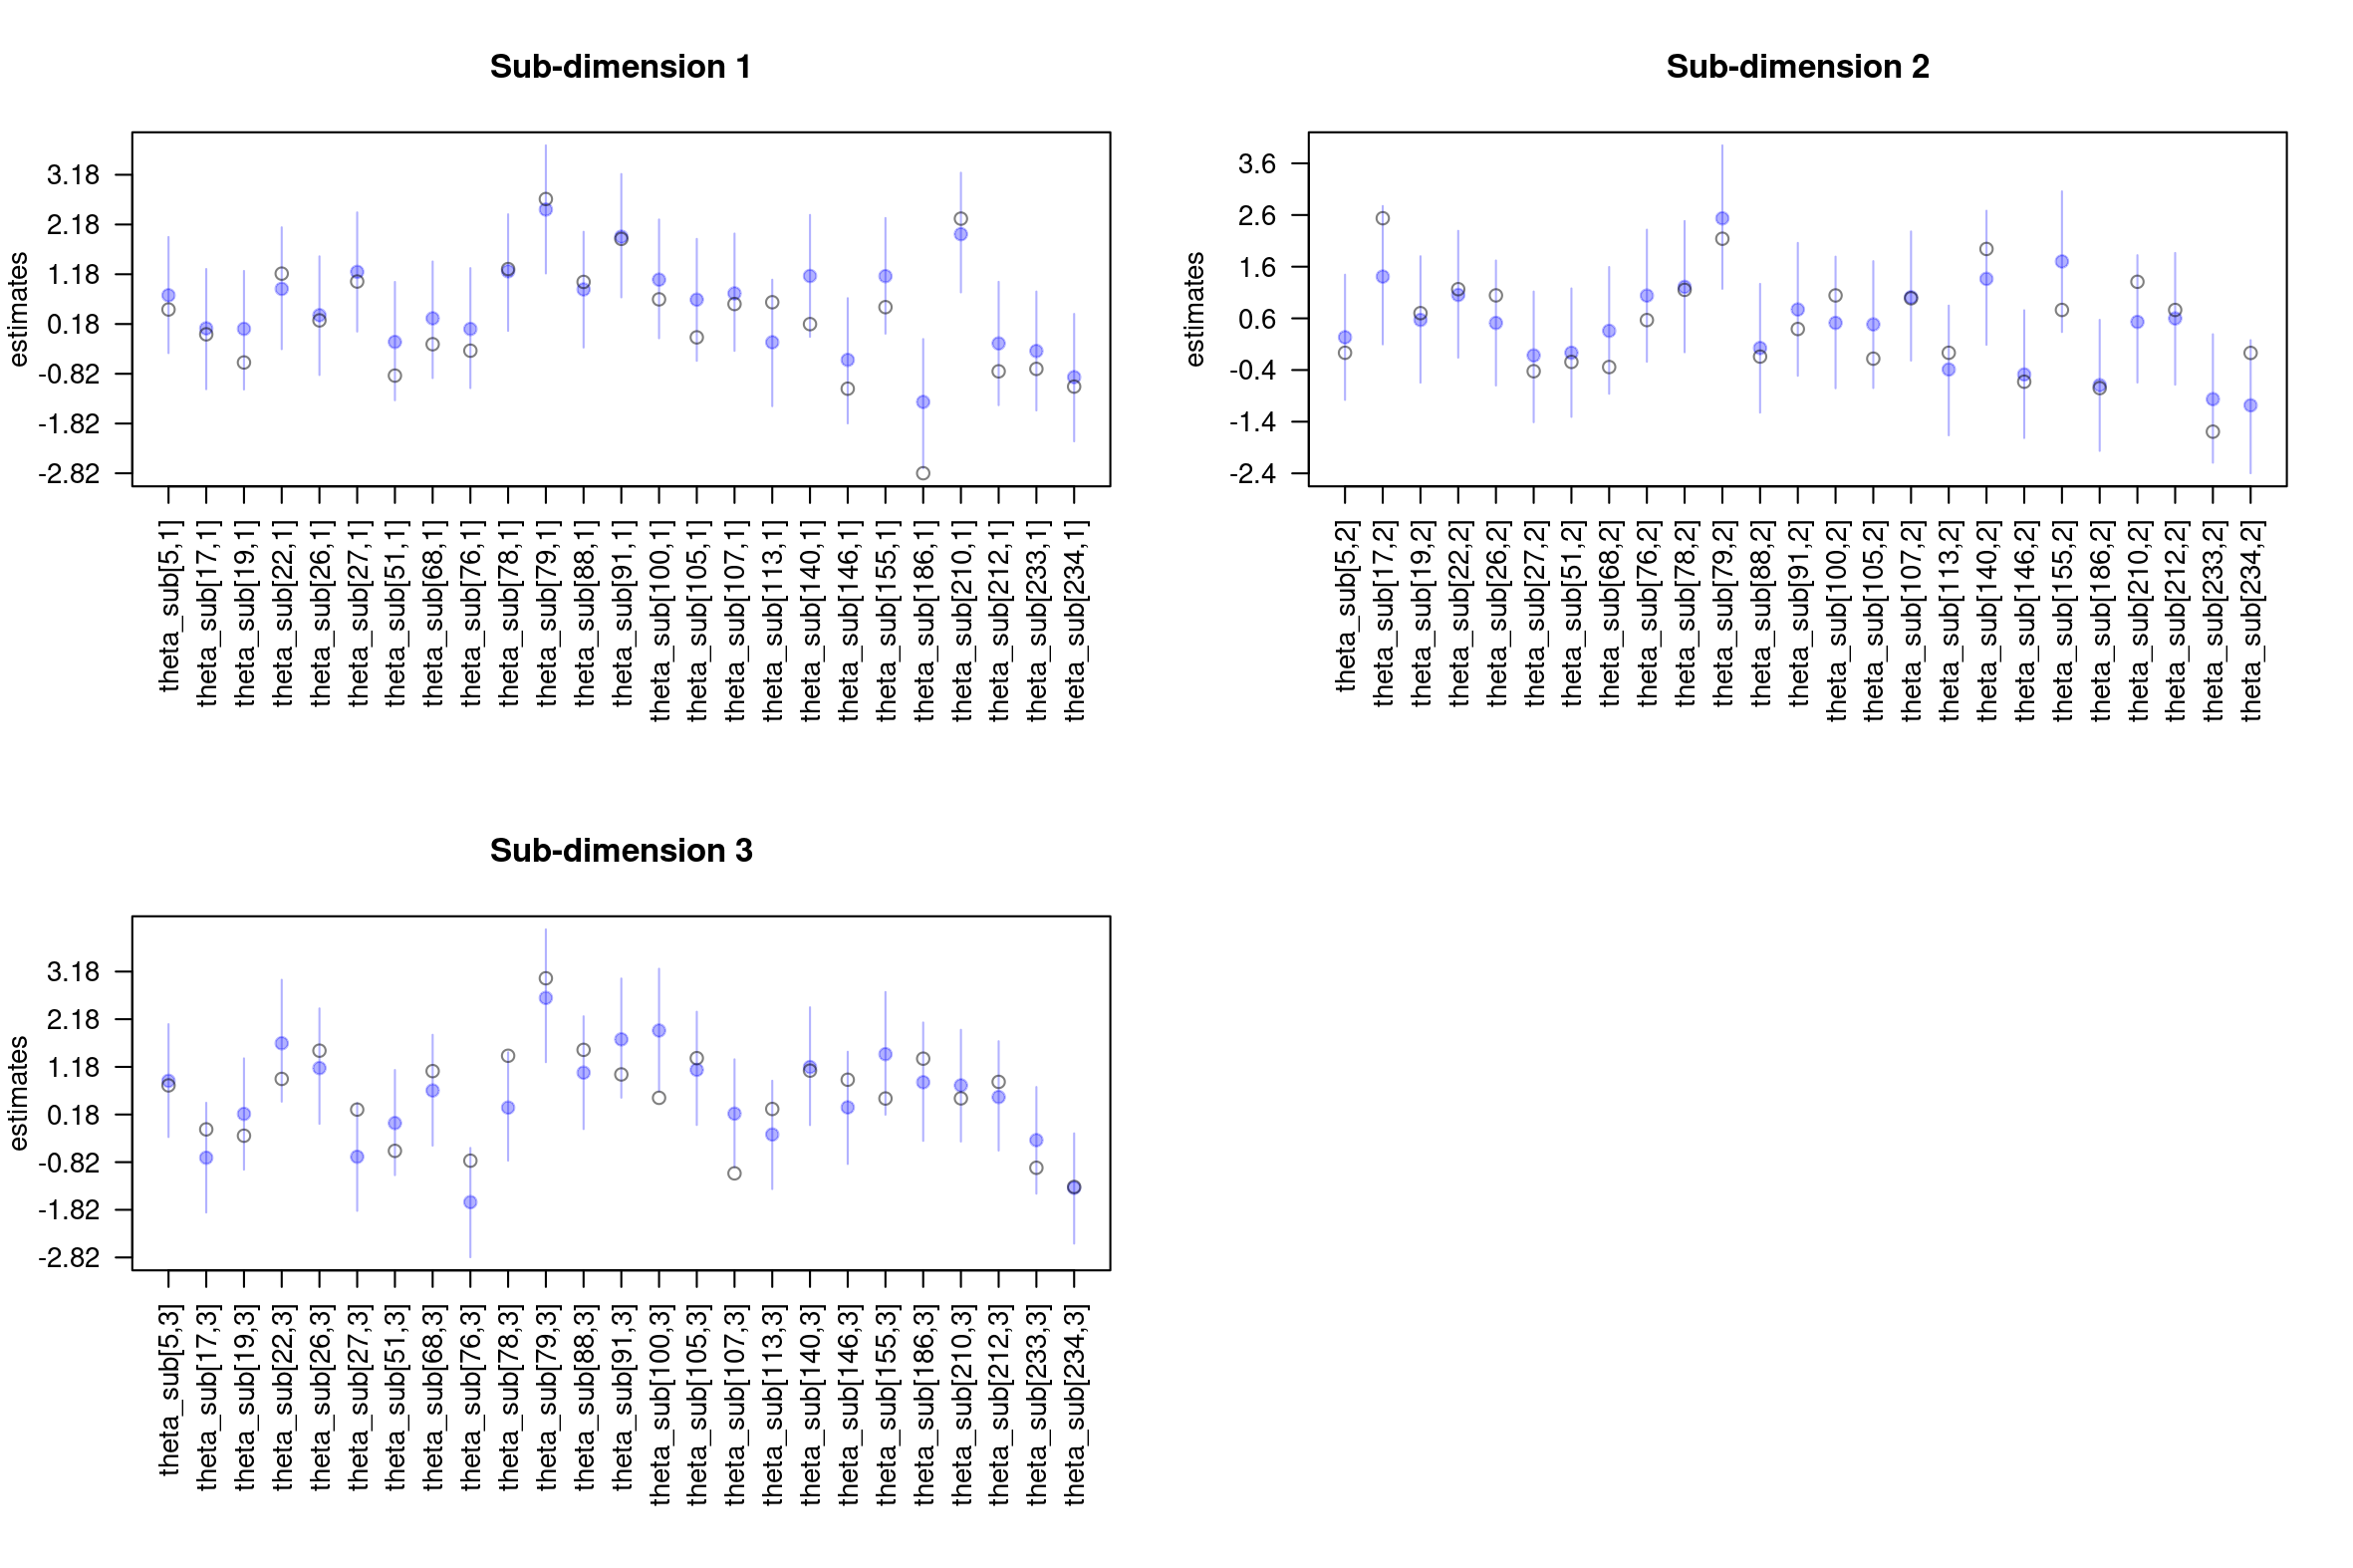 Sub-dimension 1
estimates
3.18
2.18
1.18
0.18
-0.82
-1.82
-2.82
theta_sub[5,1]
theta_sub[17,1]
theta_sub[19,1]
theta_sub[22,1]
theta_sub[26,1]
theta_sub[27,1]
theta_sub[51,1]
theta_sub[68,1]
theta_sub[76,1]
theta_sub[78,1]
theta_sub[79,1]
theta_sub[88,1]
theta_sub[91,1]
theta_sub[100,1]
theta_sub[105,1]
theta_sub[107,1]
theta_sub[113,1]
theta_sub[140,1]
theta_sub[146,1]
theta_sub[155,1]
theta_sub[186,1]
theta_sub[210,1]
theta_sub[212,1]
theta_sub[233,1]
theta_sub[234,1]
Sub-dimension 2
estimates
3.6
2.6
1.6
0.6
-0.4
-1.4
-2.4
theta_sub[5,2]
theta_sub[17,2]
theta_sub[19,2]
theta_sub[22,2]
theta_sub[26,2]
theta_sub[27,2]
theta_sub[51,2]
theta_sub[68,2]
theta_sub[76,2]
theta_sub[78,2]
theta_sub[79,2]
theta_sub[88,2]
theta_sub[91,2]
theta_sub[100,2]
theta_sub[105,2]
theta_sub[107,2]
theta_sub[113,2]
theta_sub[140,2]
theta_sub[146,2]
theta_sub[155,2]
theta_sub[186,2]
theta_sub[210,2]
theta_sub[212,2]
theta_sub[233,2]
theta_sub[234,2]
Sub-dimension 3
estimates
3.18
2.18
1.18
0.18
-0.82
-1.82
-2.82
theta_sub[5,3]
theta_sub[17,3]
theta_sub[19,3]
theta_sub[22,3]
theta_sub[26,3]
theta_sub[27,3]
theta_sub[51,3]
theta_sub[68,3]
theta_sub[76,3]
theta_sub[78,3]
theta_sub[79,3]
theta_sub[88,3]
theta_sub[91,3]
theta_sub[100,3]
theta_sub[105,3]
theta_sub[107,3]
theta_sub[113,3]
theta_sub[140,3]
theta_sub[146,3]
theta_sub[155,3]
theta_sub[186,3]
theta_sub[210,3]
theta_sub[212,3]
theta_sub[233,3]
theta_sub[234,3]